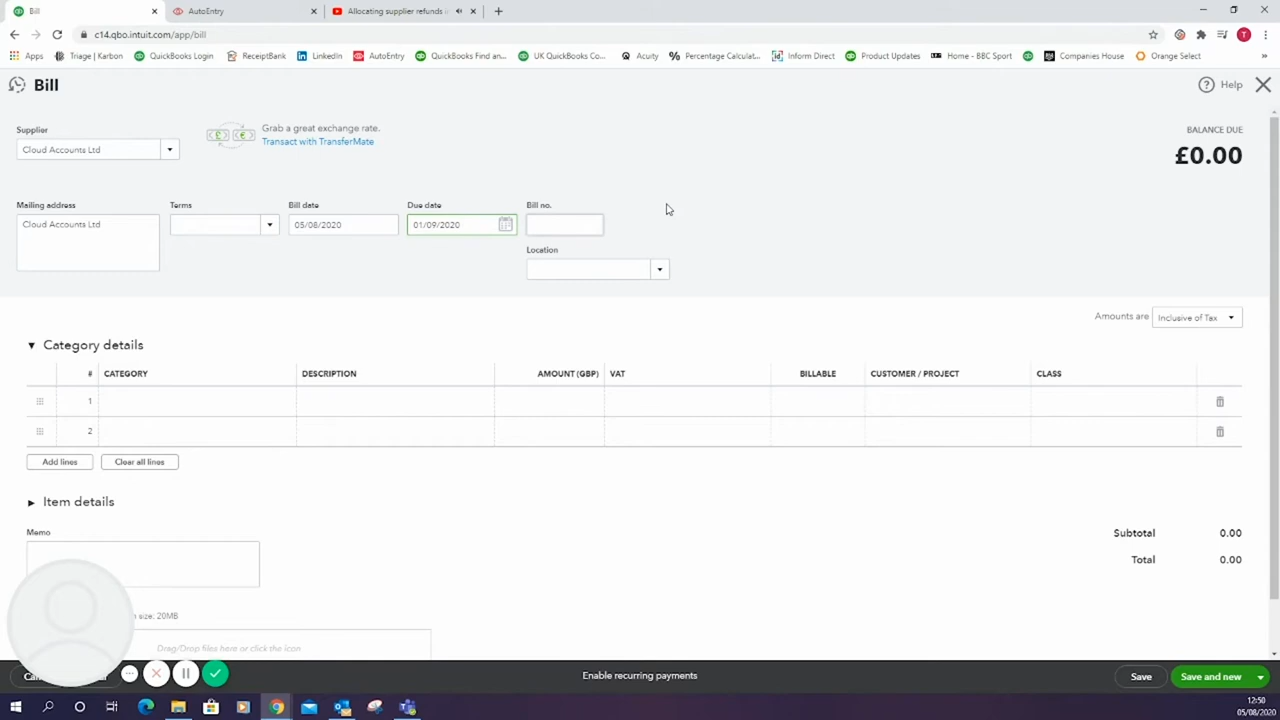 Bill
AutoEntry
Allocating supplier refunds i
c14.qbo.intuit.com/app/bill
T
Apps
Triage | Karbon
QuickBooks Login
ReceiptBank
LinkedIn
AutoEntry
QuickBooks Find an...
UK QuickBooks Co...
Acuity
Percentage Calculat...
Inform Direct
Product Updates
Home - BBC Sport
Companies House
Orange Select
»
Bill
Help
Supplier
Cloud Accounts Ltd
Grab a great exchange rate.
Transact with TransferMate
BALANCE DUE
£0.00
Mailing address
Cloud Accounts Ltd
Terms
Bill date
05/08/2020
Due date
01/09/2020
Bill no.
Location
Amounts are
Inclusive of Tax
Category details
# CATEGORY DESCRIPTION AMOUNT (GBP) VAT BILLABLE CUSTOMER / PROJECT CLASS
1
2
Add lines
Clear all lines
Item details
Memo
Subtotal 0.00
Total 0.00
size: 20MB
Drag/Drop files here or click the icon
Enable recurring payments
Save
Save and new
12:50
05/08/2020